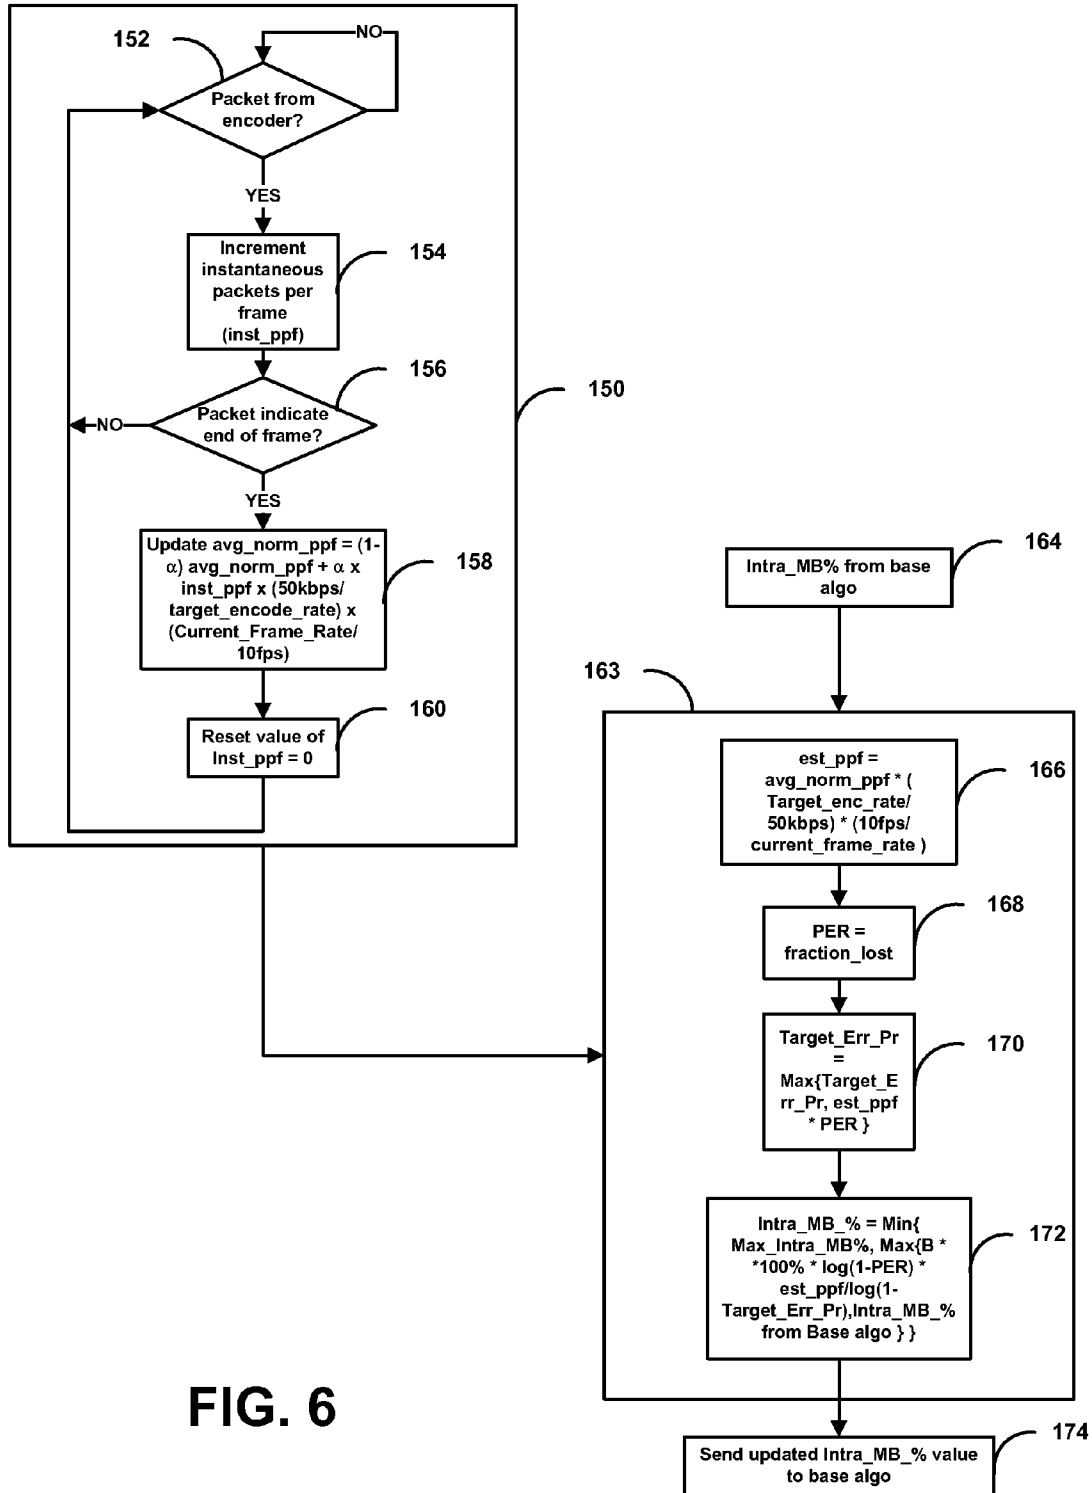 NO
152
Packet from
encoder?
YES
154
Increment
instantaneous
packets per
frame
(inst_ppf)
156
Packet indicate
end of frame?
NO
150
YES
158
Update avg_norm_ppf = (1-
α) avg_norm_ppf + α x
inst_ppf x (50kbps/
target_encode_rate) x
(Current_Frame_Rate/
10fps)
160
Reset value of
Inst_ppf = 0
164
Intra_MB% from base
algo
163
166
est_ppf =
avg_norm_ppf * (
Target_enc_rate/
50kbps) * (10fps/
current_frame_rate )
168
PER =
fraction_lost
170
Target_Err_Pr
=
Max{Target_E
rr_Pr, est_ppf
* PER }
172
Intra_MB_% = Min{
Max_Intra_MB%, Max{B *
*100% * log(1-PER) *
est_ppf/log(1-
Target_Err_Pr),Intra_MB_%
from Base algo } }
174
Send updated Intra_MB_% value
to base algo
FIG. 6